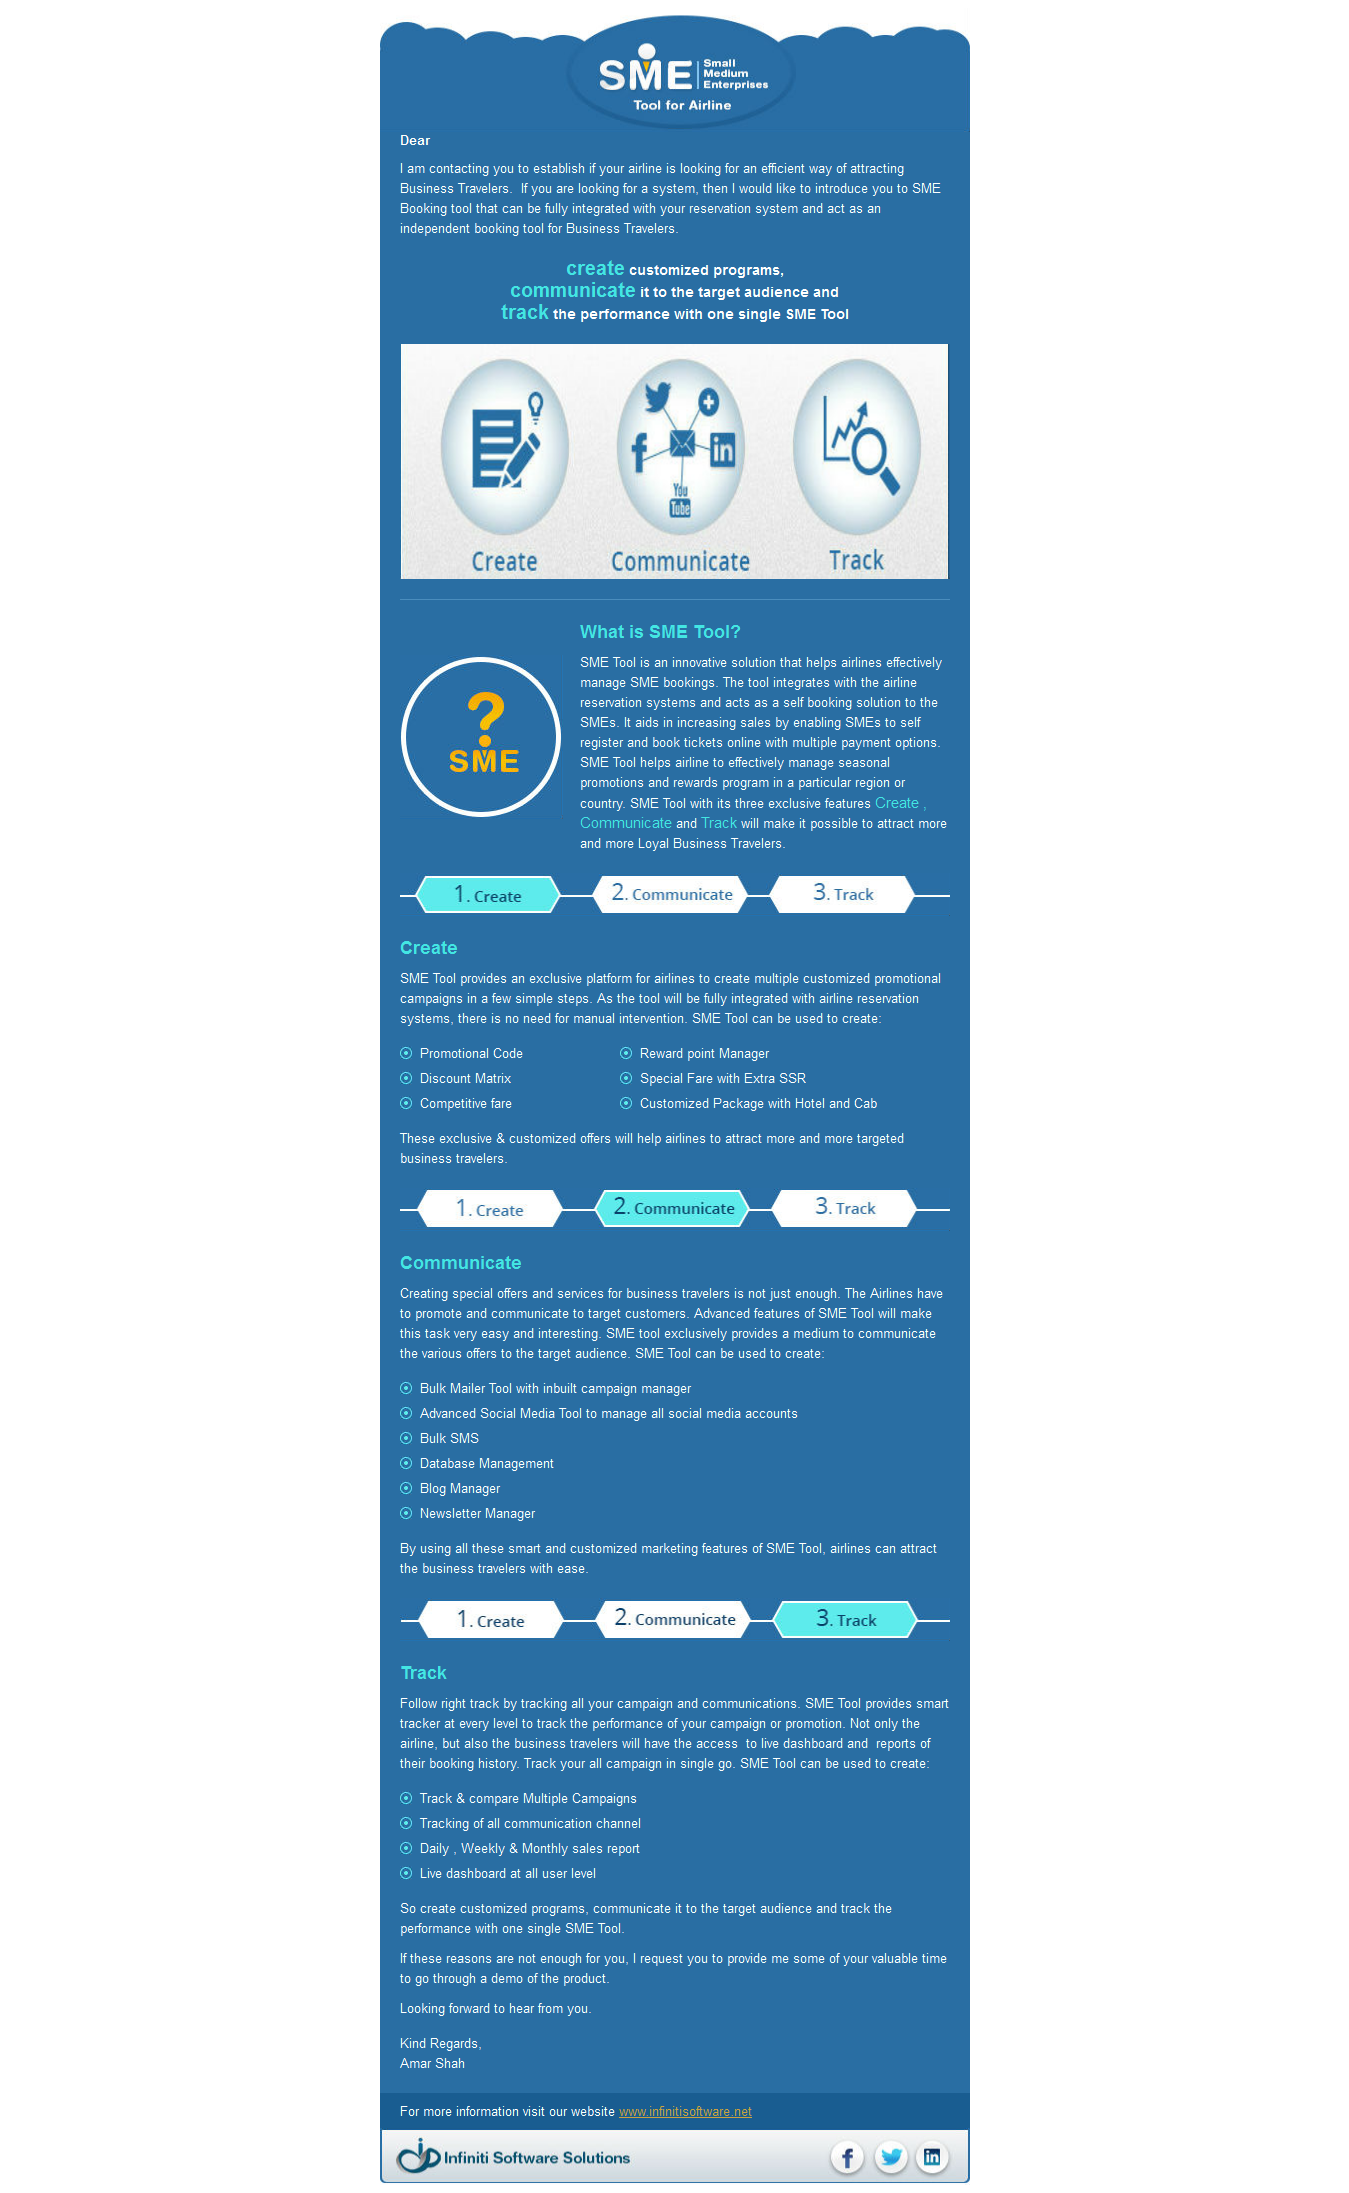 SME Small
Medium
Enterprises
Tool for Airline
Dear
I am contacting you to establish if your airline is looking for an efficient way of attracting
Business Travelers.  If you are looking for a system, then I would like to introduce you to SME
Booking tool that can be fully integrated with your reservation system and act as an
independent booking tool for Business Travelers.
create customized programs,
communicate it to the target audience and
track the performance with one single SME Tool
You
Tube
Create
Communicate
Track
What is SME Tool?
?
SME
SME Tool is an innovative solution that helps airlines effectively
manage SME bookings. The tool integrates with the airline
reservation systems and acts as a self booking solution to the
SMEs. It aids in increasing sales by enabling SMEs to self
register and book tickets online with multiple payment options.
SME Tool helps airline to effectively manage seasonal
promotions and rewards program in a particular region or
country. SME Tool with its three exclusive features Create ,
Communicate and Track will make it possible to attract more
and more Loyal Business Travelers.
1. Create 2. Communicate 3. Track
Create
SME Tool provides an exclusive platform for airlines to create multiple customized promotional
campaigns in a few simple steps. As the tool will be fully integrated with airline reservation
systems, there is no need for manual intervention. SME Tool can be used to create:
Promotional Code
Discount Matrix
Competitive fare
Reward point Manager
Special Fare with Extra SSR
Customized Package with Hotel and Cab
These exclusive & customized offers will help airlines to attract more and more targeted
business travelers.
1. Create 2. Communicate 3. Track
Communicate
Creating special offers and services for business travelers is not just enough. The Airlines have
to promote and communicate to target customers. Advanced features of SME Tool will make
this task very easy and interesting. SME tool exclusively provides a medium to communicate
the various offers to the target audience. SME Tool can be used to create:
Bulk Mailer Tool with inbuilt campaign manager
Advanced Social Media Tool to manage all social media accounts
Bulk SMS
Database Management
Blog Manager
Newsletter Manager
By using all these smart and customized marketing features of SME Tool, airlines can attract
the business travelers with ease.
1. Create 2. Communicate 3. Track
Track
Follow right track by tracking all your campaign and communications. SME Tool provides smart
tracker at every level to track the performance of your campaign or promotion. Not only the
airline, but also the business travelers will have the access  to live dashboard and  reports of
their booking history. Track your all campaign in single go. SME Tool can be used to create:
Track & compare Multiple Campaigns
Tracking of all communication channel
Daily , Weekly & Monthly sales report
Live dashboard at all user level
So create customized programs, communicate it to the target audience and track the
performance with one single SME Tool.
If these reasons are not enough for you, I request you to provide me some of your valuable time
to go through a demo of the product.
Looking forward to hear from you.
Kind Regards,
Amar Shah
For more information visit our website www.infinitisoftware.net
Infiniti Software Solutions